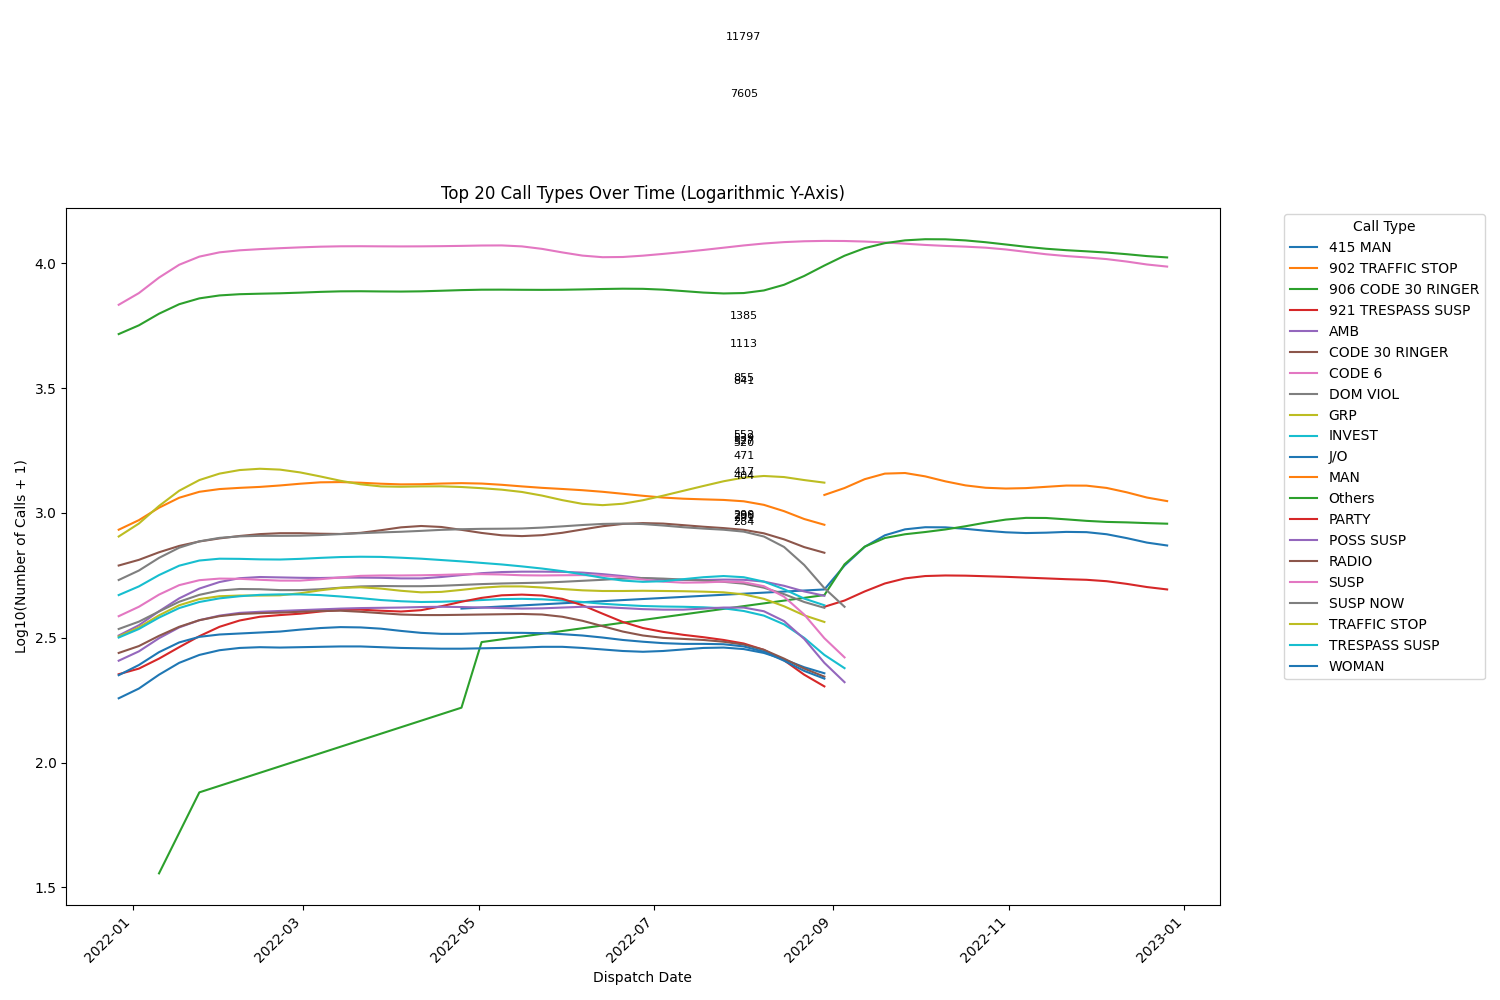 11797
7605
Top 20 Call Types Over Time (Logarithmic Y-Axis)
Call Type
415 MAN
902 TRAFFIC STOP
906 CODE 30 RINGER
921 TRESPASS SUSP
AMB
CODE 30 RINGER
CODE 6
DOM VIOL
GRP
INVEST
J/O
MAN
Others
PARTY
POSS SUSP
RADIO
SUSP
SUSP NOW
TRAFFIC STOP
TRESPASS SUSP
WOMAN
4.0
3.5
3.0
2.5
2.0
1.5
Log10(Number of Calls + 1)
1385
1113
855
841
552
520
471
417
404
284
2022-01
2022-03
2022-05
2022-07
2022-09
2022-11
2023-01
Dispatch Date